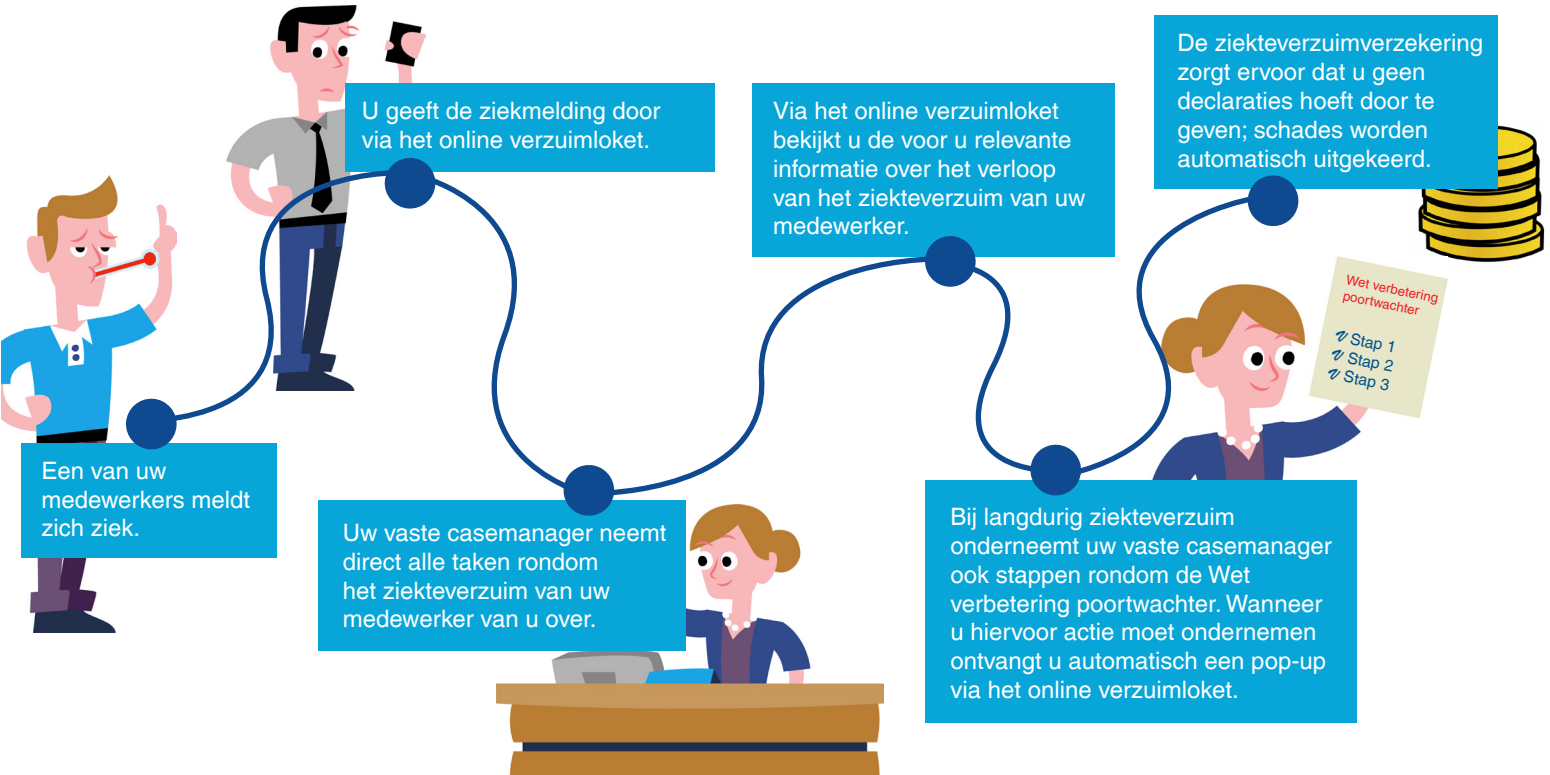 Een van uw
medewerkers meldt
zich ziek.
U geeft de ziekmelding door
via het online verzuimloket.
Uw vaste casemanager neemt
direct alle taken rondom
het ziekteverzuim van uw
medewerker van u over.
Via het online verzuimloket
bekijkt u de voor u relevante
informatie over het verloop
van het ziekteverzuim van uw
medewerker.
Bij langdurig ziekteverzuim
onderneemt uw vaste casemanager
ook stappen rondom de Wet
verbetering poortwachter. Wanneer
u hiervoor actie moet ondernemen
ontvangt u automatisch een pop-up
via het online verzuimloket.
De ziekteverzuimverzekering
zorgt ervoor dat u geen
declaraties hoeft door te
geven; schades worden
automatisch uitgekeerd.
Wet verbetering
poortwachter
Stap 1
Stap 2
Stap 3